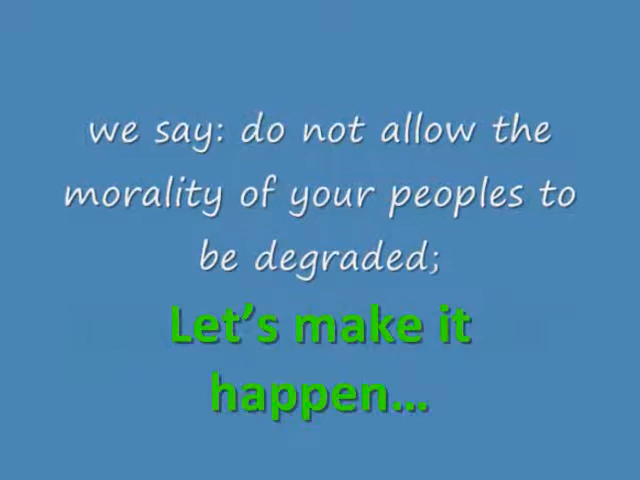 we say: do not allow the
morality of your peoples to
be degraded;
Let’s make it
happen...